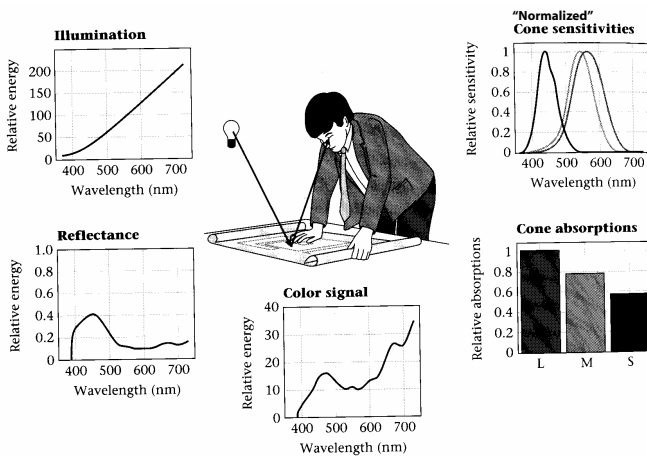 Illumination
Relative energy
200
150
100
50
0
400 500 600 700
Wavelength (nm)
Reflectance
Relative energy
1.0
0.8
0.6
0.4
0.2
0
400 500 600 700
Wavelength (nm)
Color signal
Relative energy
40
30
20
10
0
400 500 600 700
Wavelength (nm)
“Normalized”
Cone sensitivities
Relative sensitivity
1
0.8
0.6
0.4
0.2
0
400 500 600 700
Wavelength (nm)
Cone absorptions
Relative absorptions
1
0.8
0.6
0.4
0.2
0
L M S